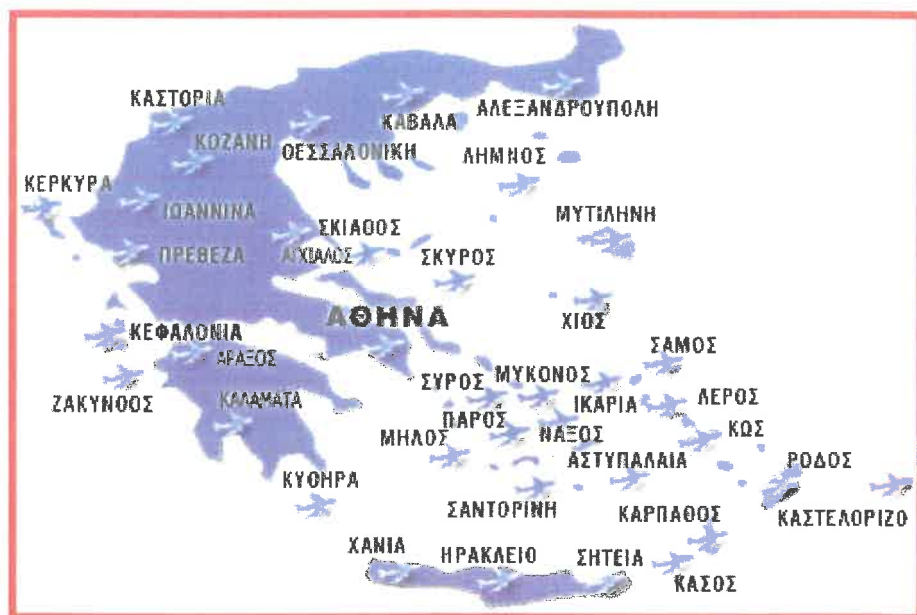 ΚΑΣΤΟΡΙΑ
ΚΑΒΑΛΑ
ΑΛΕΞΑΝΔΡΟΥΠΟΛΗ
ΚΟΖΑΝΗ
ΘΕΣΣΑΛΟΝΙΚΗ
ΛΗΜΝΟΣ
ΚΕΡΚΥΡΑ
ΙΩΑΝΝΙΝΑ
ΣΚΙΑΘΟΣ
ΜΥΤΙΛΗΝΗ
ΠΡΕΒΕΖΑ
ΑΓΧΙΑΛΟΣ
ΣΚΥΡΟΣ
ΑΘΗΝΑ
ΧΙΟΣ
ΚΕΦΑΛΟΝΙΑ
ΑΡΑΞΟΣ
ΣΑΜΟΣ
ΣΥΡΟΣ
ΜΥΚΟΝΟΣ
ΖΑΚΥΝΘΟΣ
ΚΑΛΑΜΑΤΑ
ΠΑΡΟΣ
ΙΚΑΡΙΑ
ΛΕΡΟΣ
ΜΗΛΟΣ
ΝΑΞΟΣ
ΚΩΣ
ΑΣΤΥΠΑΛΑΙΑ
ΡΟΔΟΣ
ΚΥΘΗΡΑ
ΣΑΝΤΟΡΙΝΗ
ΚΑΡΠΑΘΟΣ
ΚΑΣΤΕΛΟΡΙΖΟ
ΧΑΝΙΑ
ΗΡΑΚΛΕΙΟ
ΣΗΤΕΙΑ
ΚΑΣΟΣ